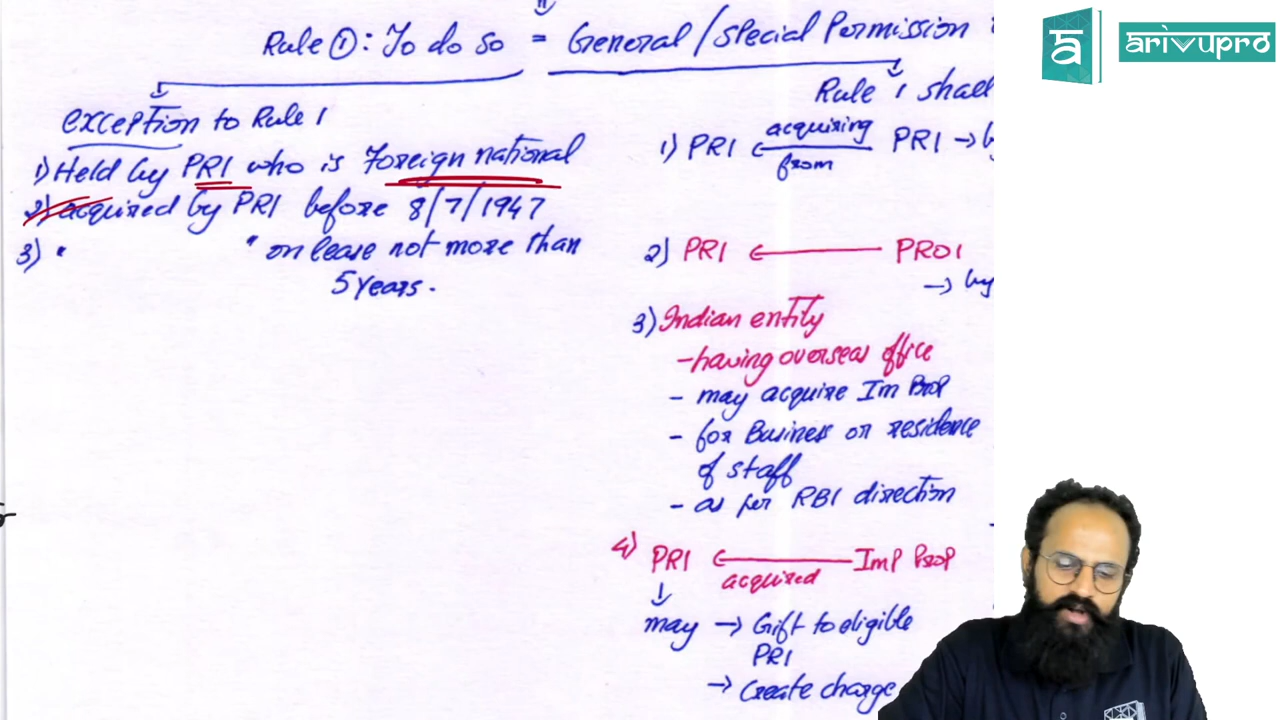 Rule ①: To do so = General/special Permission
exception to Rule 1
1) Held by PRI who is Foreign national
2) acquired by PRI before 8/7/1947
3) " " on lease not more than
5 Years.
Rule 1 shall
1) PRI acquiring from PRI →
2) PRI ← PROI
→ by
3) Indian entity
- having overseas office
- may acquire Im Prop
- for Business or residence
of staff
- as per RBI direction
4) PRI ← acquired Imp Prop
↓
may → Gift to eligible
PRI
→ Create charge
ā arivupro